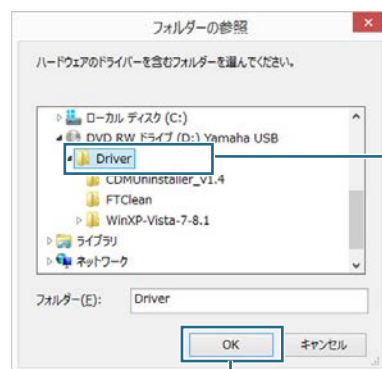 フォルダーの参照
ハードウェアのドライバーを含むフォルダーを選んでください。
ローカル ディスク (C:)
DVD RW ドライブ (D:) Yamaha USB
Driver
CDMUninstaller_v1.4
FTClean
WinXP-Vista-7-8.1
ライブラリ
ネットワーク
フォルダー(F): Driver
OK キャンセル